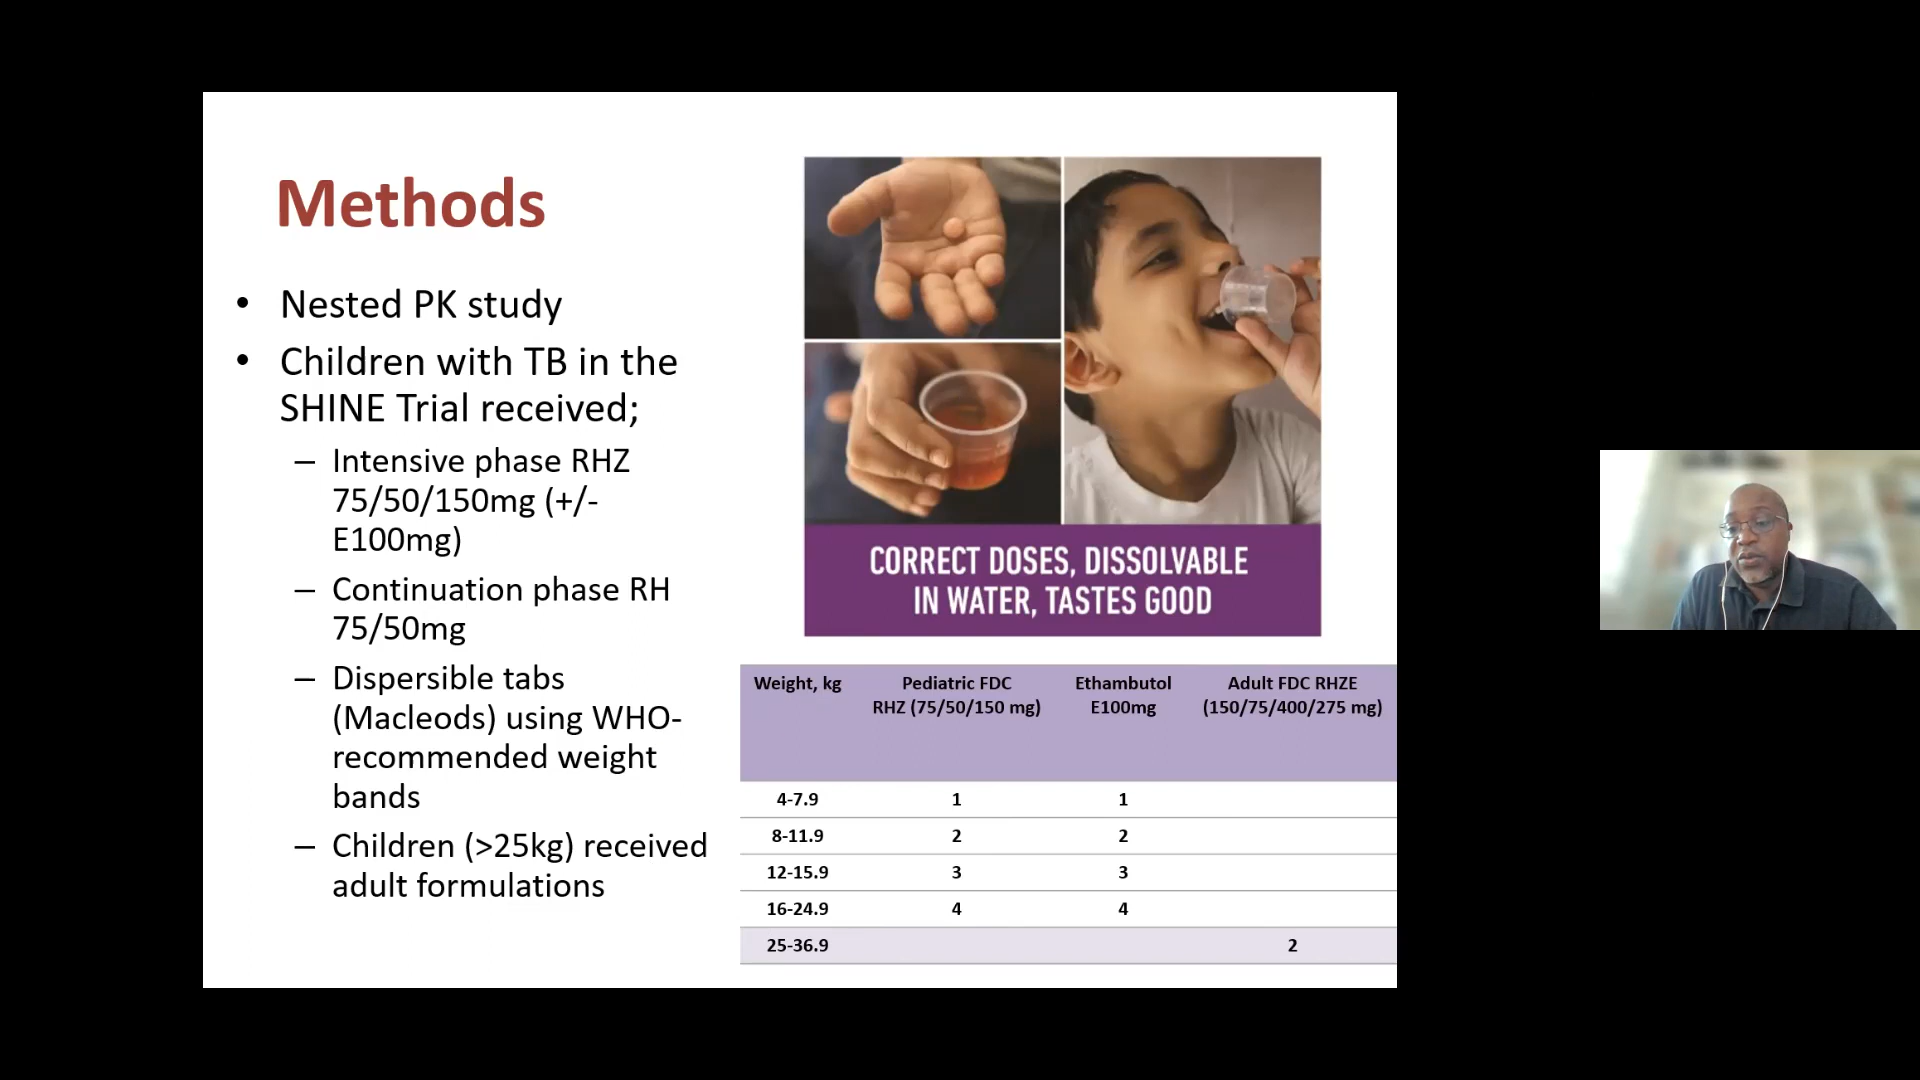 Methods
• Nested PK study
• Children with TB in the
SHINE Trial received;
– Intensive phase RHZ
75/50/150mg (+/-
E100mg)
– Continuation phase RH
75/50mg
– Dispersible tabs
(Macleods) using WHO-
recommended weight
bands
– Children (>25kg) received
adult formulations
CORRECT DOSES, DISSOLVABLE
IN WATER, TASTES GOOD
Weight, kg Pediatric FDC Ethambutol Adult FDC RHZE
RHZ (75/50/150 mg) E100mg (150/75/400/275 mg)
4-7.9 1 1
8-11.9 2 2
12-15.9 3 3
16-24.9 4 4
25-36.9 2